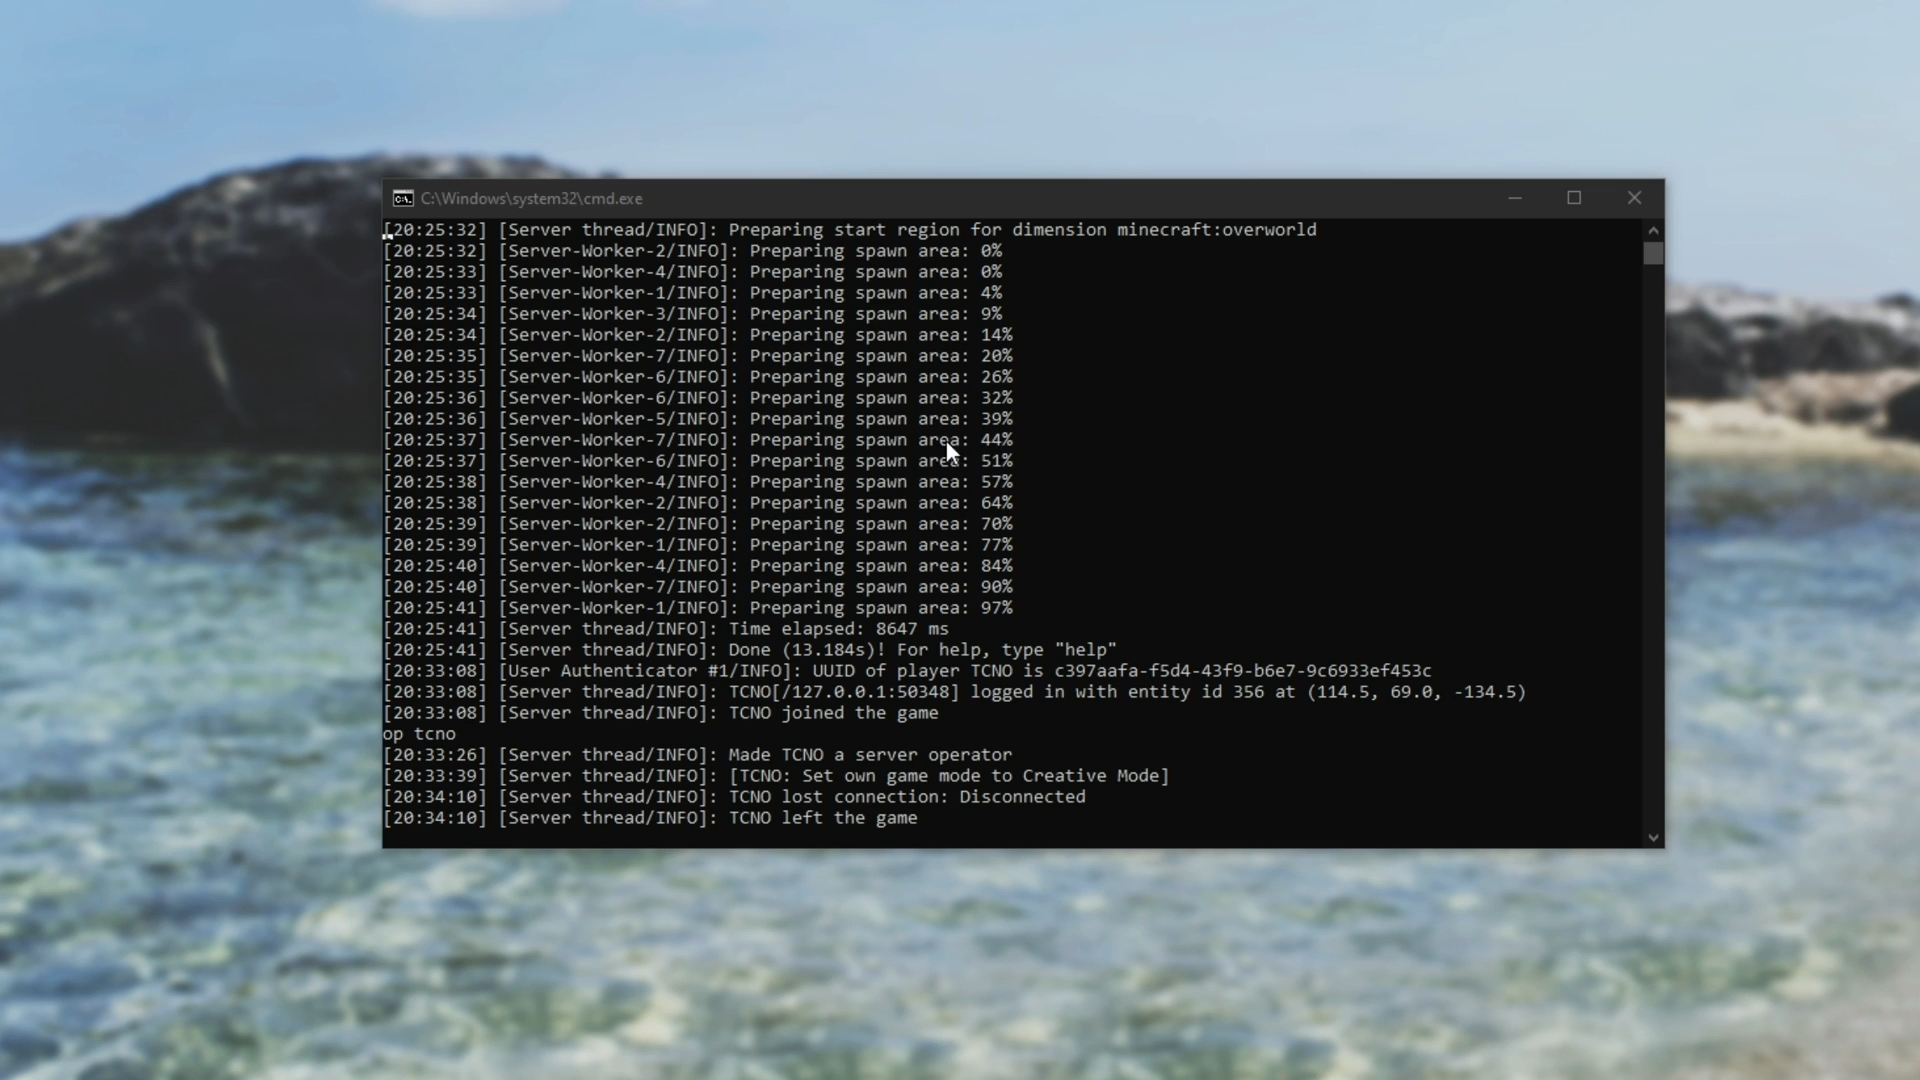 C:\Windows\system32\cmd.exe
[20:25:32] [Server thread/INFO]: Preparing start region for dimension minecraft:overworld
[20:25:32] [Server-Worker-2/INFO]: Preparing spawn area: 0%
[20:25:33] [Server-Worker-4/INFO]: Preparing spawn area: 0%
[20:25:33] [Server-Worker-1/INFO]: Preparing spawn area: 4%
[20:25:34] [Server-Worker-3/INFO]: Preparing spawn area: 9%
[20:25:34] [Server-Worker-2/INFO]: Preparing spawn area: 14%
[20:25:35] [Server-Worker-7/INFO]: Preparing spawn area: 20%
[20:25:35] [Server-Worker-6/INFO]: Preparing spawn area: 26%
[20:25:36] [Server-Worker-6/INFO]: Preparing spawn area: 32%
[20:25:36] [Server-Worker-5/INFO]: Preparing spawn area: 39%
[20:25:37] [Server-Worker-7/INFO]: Preparing spawn area: 44%
[20:25:37] [Server-Worker-6/INFO]: Preparing spawn area: 51%
[20:25:38] [Server-Worker-4/INFO]: Preparing spawn area: 57%
[20:25:38] [Server-Worker-2/INFO]: Preparing spawn area: 64%
[20:25:39] [Server-Worker-2/INFO]: Preparing spawn area: 70%
[20:25:39] [Server-Worker-1/INFO]: Preparing spawn area: 77%
[20:25:40] [Server-Worker-4/INFO]: Preparing spawn area: 84%
[20:25:40] [Server-Worker-7/INFO]: Preparing spawn area: 90%
[20:25:41] [Server-Worker-1/INFO]: Preparing spawn area: 97%
[20:25:41] [Server thread/INFO]: Time elapsed: 8647 ms
[20:25:41] [Server thread/INFO]: Done (13.184s)! For help, type "help"
[20:33:08] [User Authenticator #1/INFO]: UUID of player TCNO is c397aafa-f5d4-43f9-b6e7-9c6933ef453c
[20:33:08] [Server thread/INFO]: TCNO[/127.0.0.1:50348] logged in with entity id 356 at (114.5, 69.0, -134.5)
[20:33:08] [Server thread/INFO]: TCNO joined the game
op tcno
[20:33:26] [Server thread/INFO]: Made TCNO a server operator
[20:33:39] [Server thread/INFO]: [TCNO: Set own game mode to Creative Mode]
[20:34:10] [Server thread/INFO]: TCNO lost connection: Disconnected
[20:34:10] [Server thread/INFO]: TCNO left the game